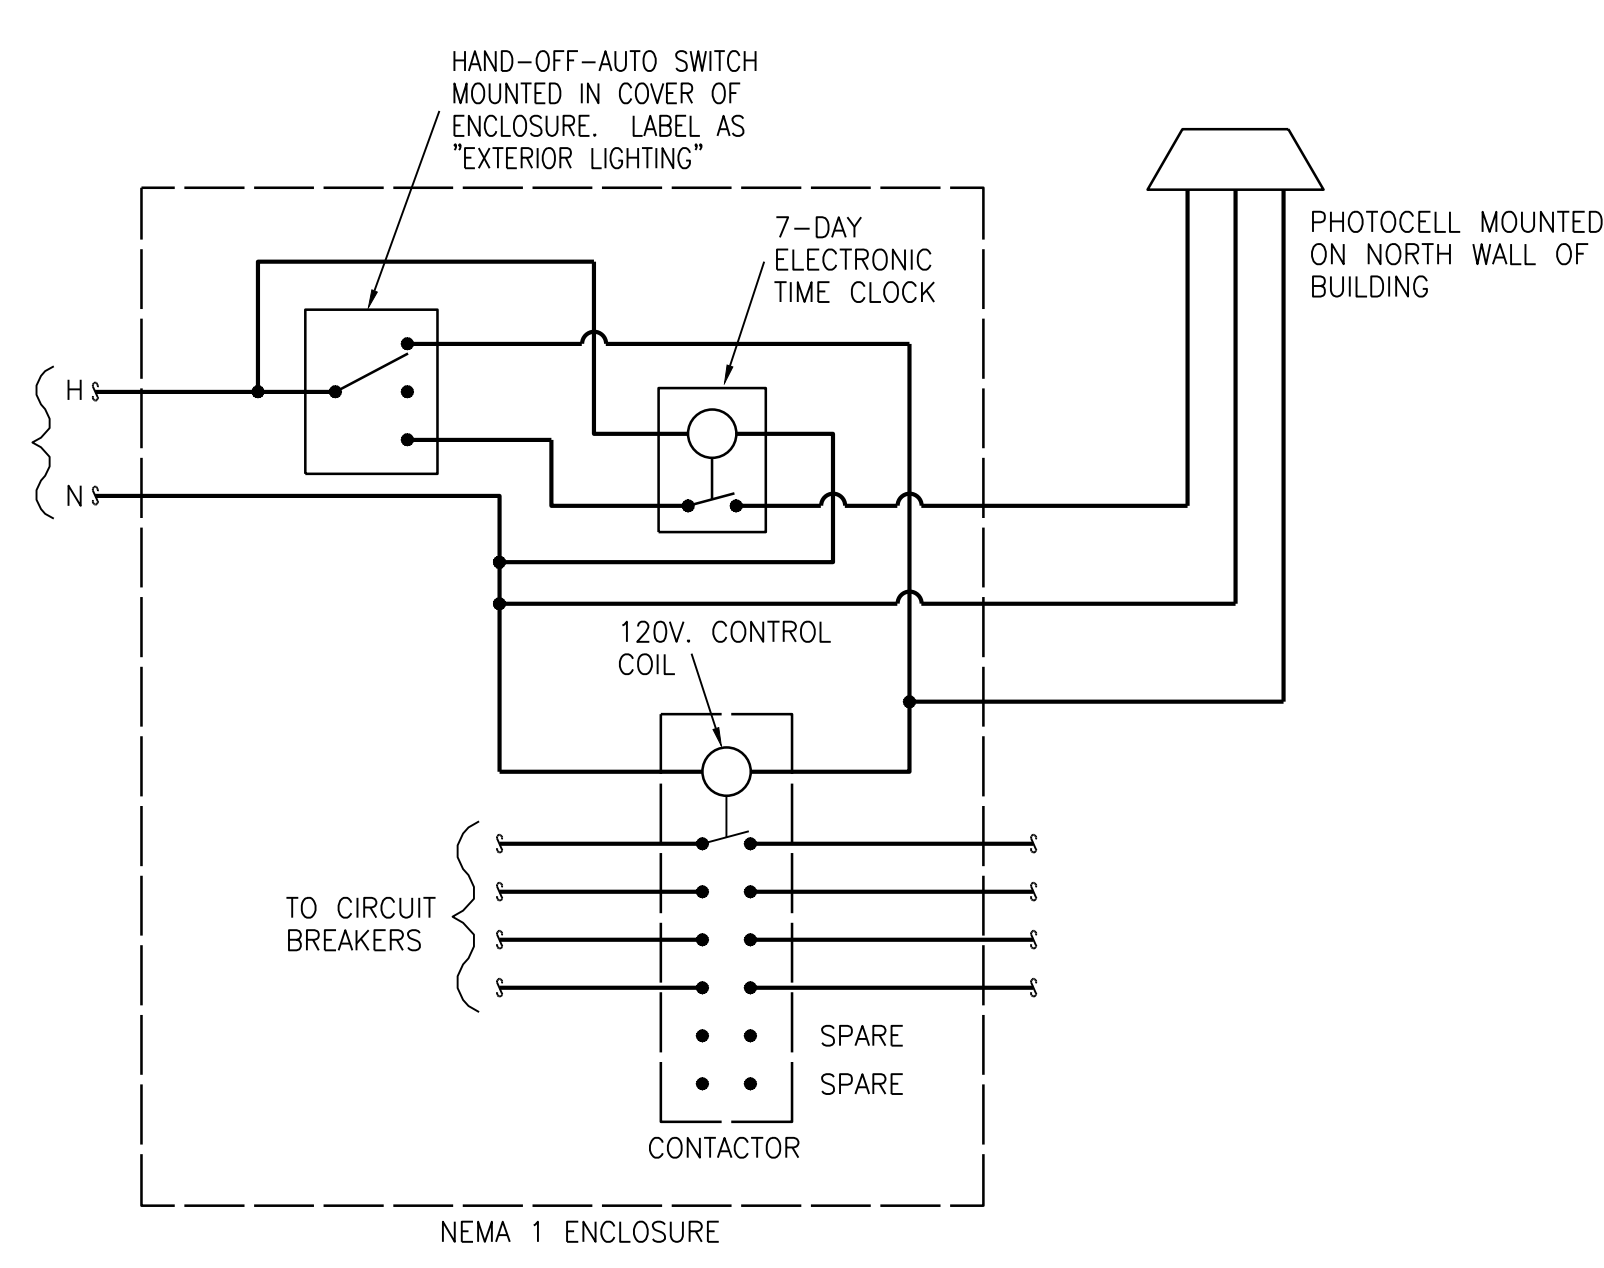 HAND-OFF-AUTO SWITCH
MOUNTED IN COVER OF
ENCLOSURE. LABEL AS
"EXTERIOR LIGHTING"
7-DAY
ELECTRONIC
TIME CLOCK
PHOTOCELL MOUNTED
ON NORTH WALL OF
BUILDING
H
N
120V. CONTROL
COIL
TO CIRCUIT
BREAKERS
SPARE
SPARE
CONTACTOR
NEMA 1 ENCLOSURE